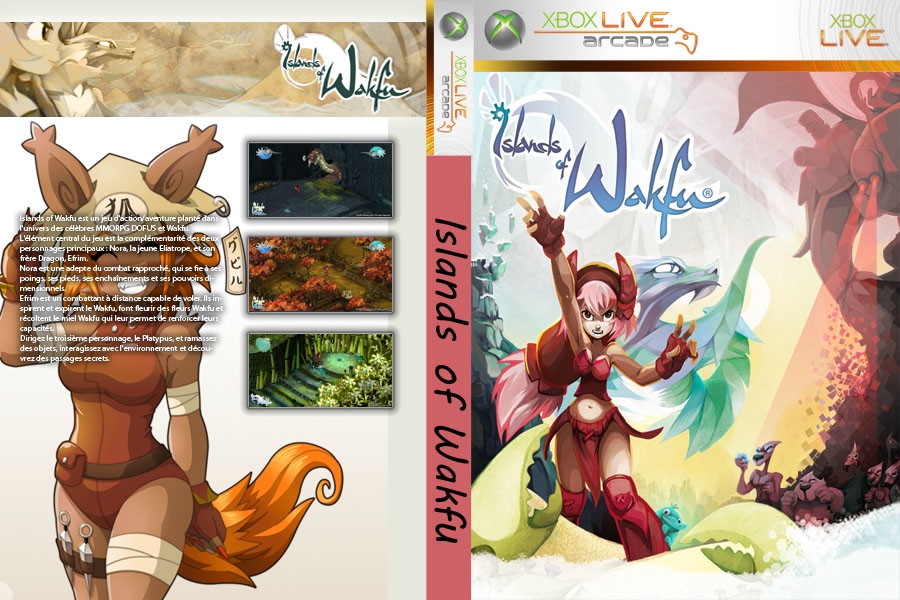 Islands
of
Wakfu
狐
グビル
Islands of Wakfu est un jeu d'action/aventure planté dans
l'univers des célèbres MMORPG DOFUS et Wakfu.
L'élément central du jeu est la complémentarité des deux
personnages principaux : Nora, la jeune Eliatrope, et son
frère Dragon, Efrim.
Nora est une adepte du combat rapproché, qui se fie à ses
poings, ses pieds, ses enchaînements et ses pouvoirs di-
mensionnels.
Efrim est un combattant à distance capable de voler. Ils in-
spirent et expirent le Wakfu, font fleurir des fleurs Wakfu et
récoltent le miel Wakfu qui leur permet de renforcer leurs
capacités.
Dirigez le troisième personnage, le Platypus, et ramassez
des objets, interagissez avec l'environnement et décou-
vrez des passages secrets.
XBOX LIVE
arcade
Islands of Wakfu
XBOX LIVE
arcade
XBOX
LIVE
Islands
of
Wakfu®